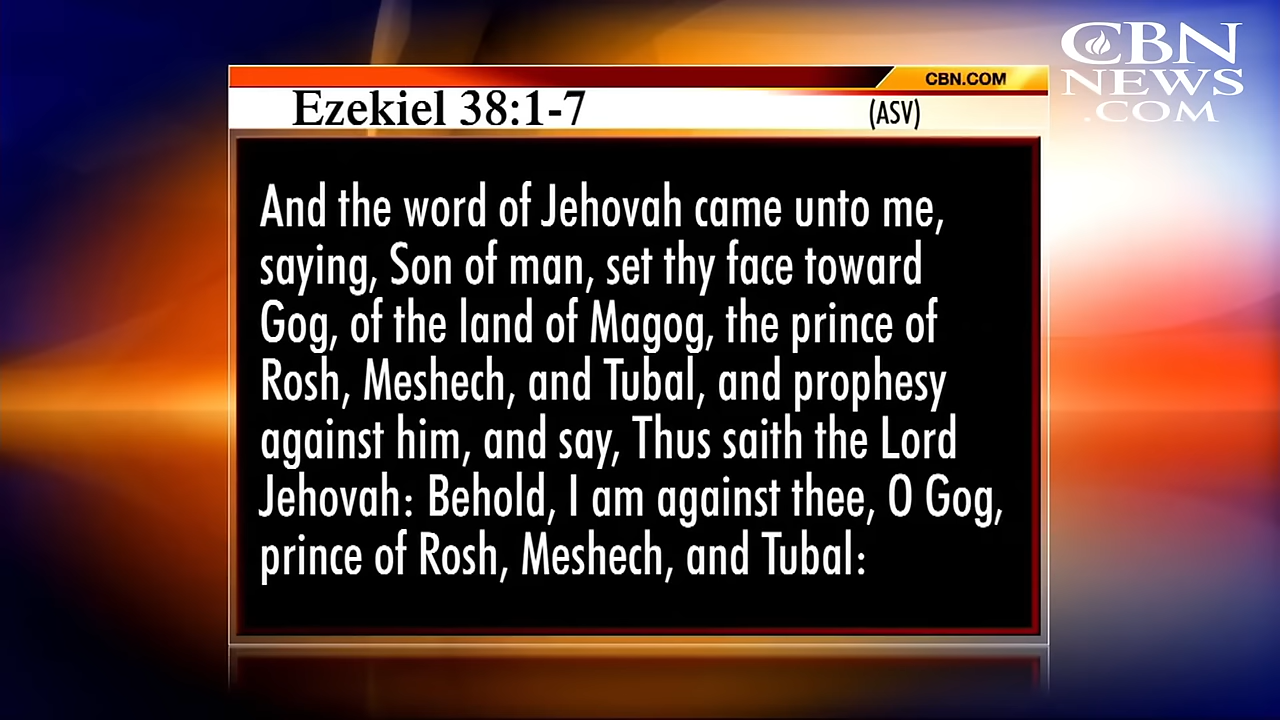 CBN
NEWS
.COM
CBN.COM
Ezekiel 38:1-7
(ASV)
And the word of Jehovah came unto me,
saying, Son of man, set thy face toward
Gog, of the land of Magog, the prince of
Rosh, Meshech, and Tubal, and prophesy
against him, and say, Thus saith the Lord
Jehovah: Behold, I am against thee, O Gog,
prince of Rosh, Meshech, and Tubal: